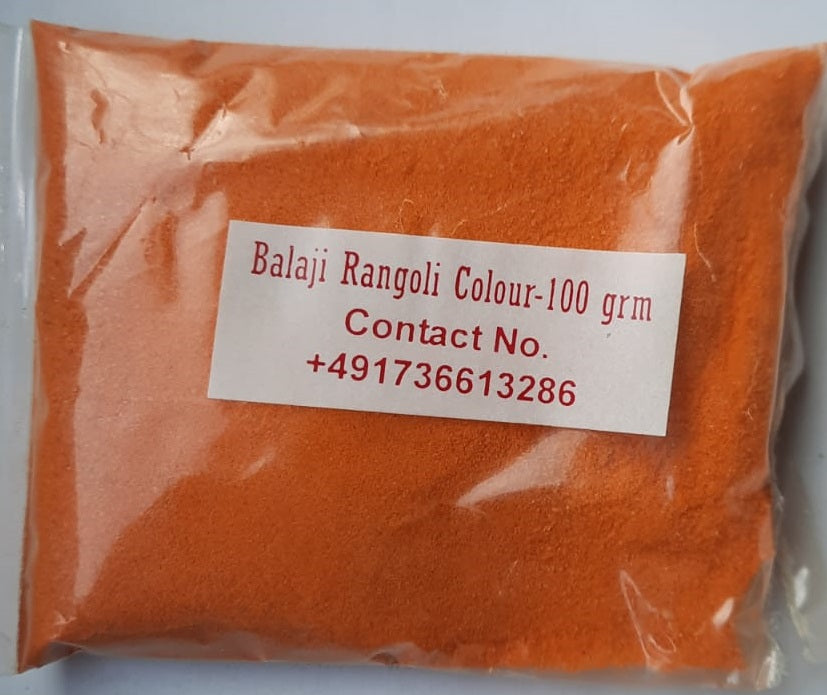 Balaji Rangoli Colour-100 grm
Contact No.
+491736613286